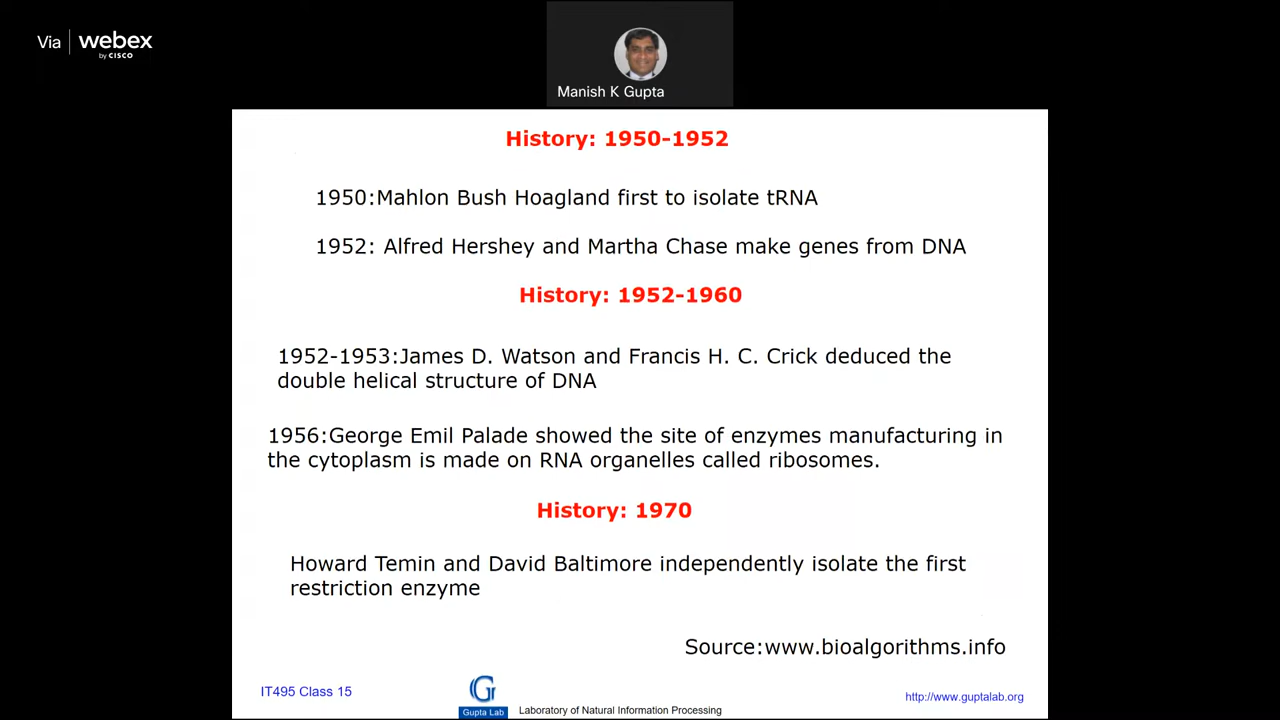 Via webex
by CISCO
Manish K Gupta
History: 1950-1952
1950:Mahlon Bush Hoagland first to isolate tRNA
1952: Alfred Hershey and Martha Chase make genes from DNA
History: 1952-1960
1952-1953:James D. Watson and Francis H. C. Crick deduced the
double helical structure of DNA
1956:George Emil Palade showed the site of enzymes manufacturing in
the cytoplasm is made on RNA organelles called ribosomes.
History: 1970
Howard Temin and David Baltimore independently isolate the first
restriction enzyme
Source:www.bioalgorithms.info
IT495 Class 15
G
Gupta Lab
Laboratory of Natural Information Processing
http://www.guptalab.org